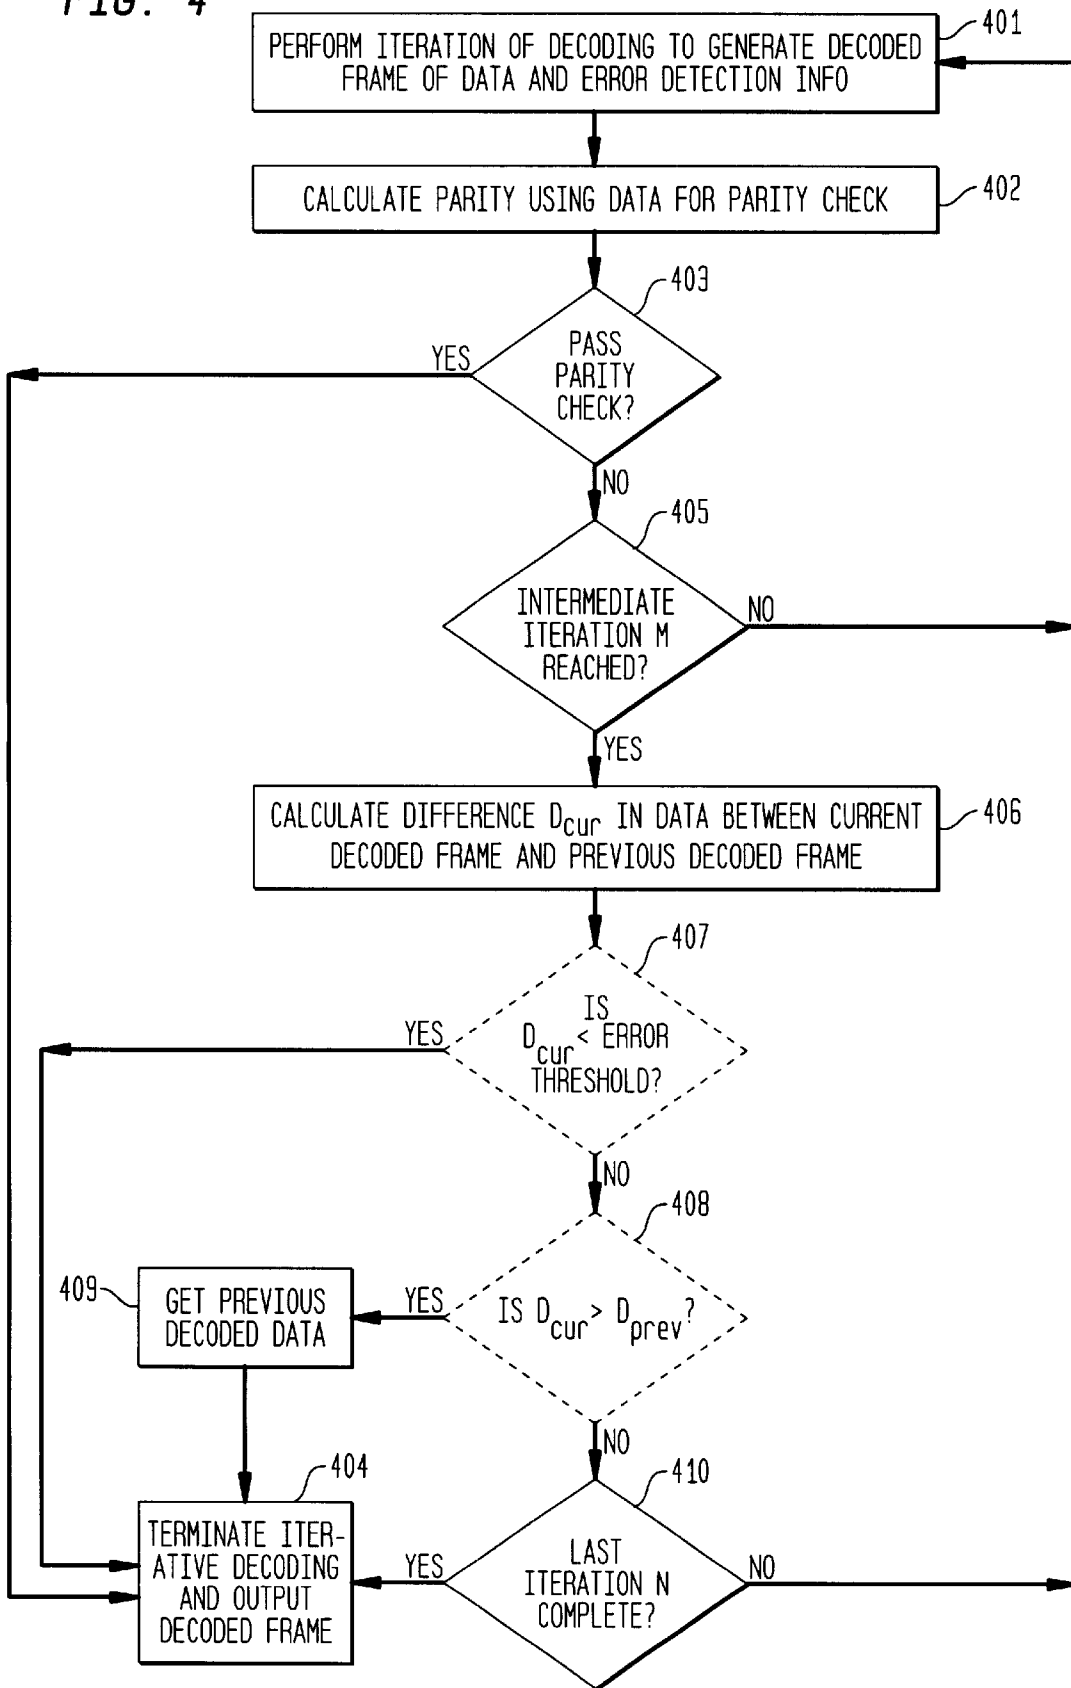 FIG. 4
401
PERFORM ITERATION OF DECODING TO GENERATE DECODED
FRAME OF DATA AND ERROR DETECTION INFO
CALCULATE PARITY USING DATA FOR PARITY CHECK
402
403
PASS
PARITY
CHECK?
YES
NO
405
INTERMEDIATE
ITERATION M
REACHED?
NO
YES
CALCULATE DIFFERENCE Dcur IN DATA BETWEEN CURRENT
DECODED FRAME AND PREVIOUS DECODED FRAME
406
407
IS
Dcur < ERROR
THRESHOLD?
YES
NO
408
IS Dcur > Dprev?
YES
409
GET PREVIOUS
DECODED DATA
NO
404
410
TERMINATE ITER-
ATIVE DECODING
AND OUTPUT
DECODED FRAME
YES
LAST
ITERATION N
COMPLETE?
NO